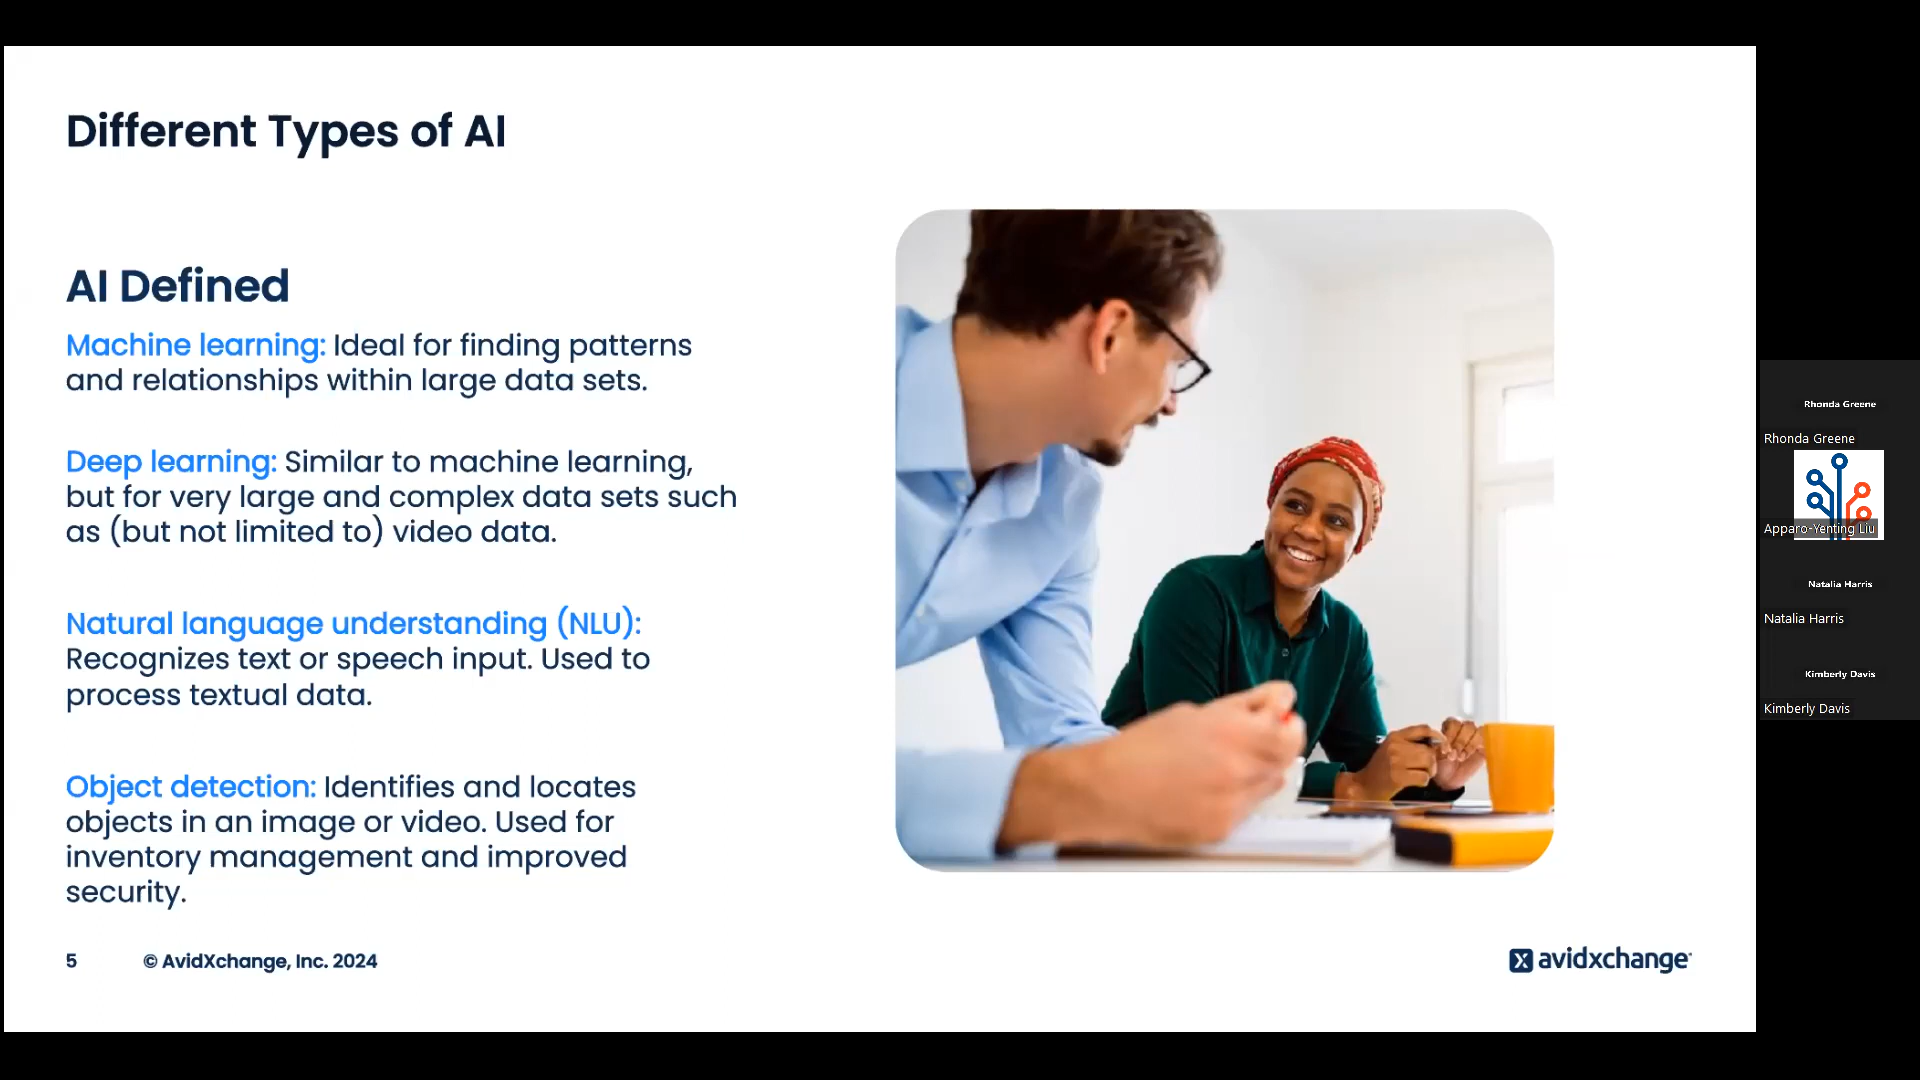 Different Types of AI
AI Defined
Machine learning: Ideal for finding patterns
and relationships within large data sets.
Deep learning: Similar to machine learning,
but for very large and complex data sets such
as (but not limited to) video data.
Natural language understanding (NLU):
Recognizes text or speech input. Used to
process textual data.
Object detection: Identifies and locates
objects in an image or video. Used for
inventory management and improved
security.
5 © AvidXchange, Inc. 2024
avidxchange
Rhonda Greene
Rhonda Greene
Apparo-Yenting Liu
Natalia Harris
Natalia Harris
Kimberly Davis
Kimberly Davis